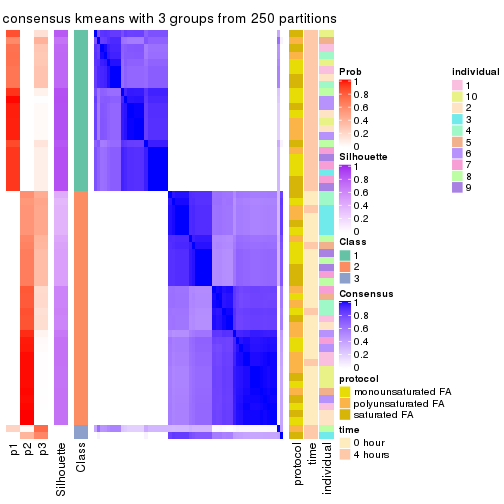 consensus kmeans with 3 groups from 250 partitions
Prob
1
0.8
0.6
0.4
0.2
0
Silhouette
1
0.8
0.6
0.4
0.2
0
Class
1
2
3
Consensus
1
0.8
0.6
0.4
0.2
0
protocol
monounsaturated FA
polyunsaturated FA
saturated FA
time
0 hour
4 hours
individual
1
10
2
3
4
5
6
7
8
9
p1
p2
p3
Silhouette
Class
protocol
time
individual